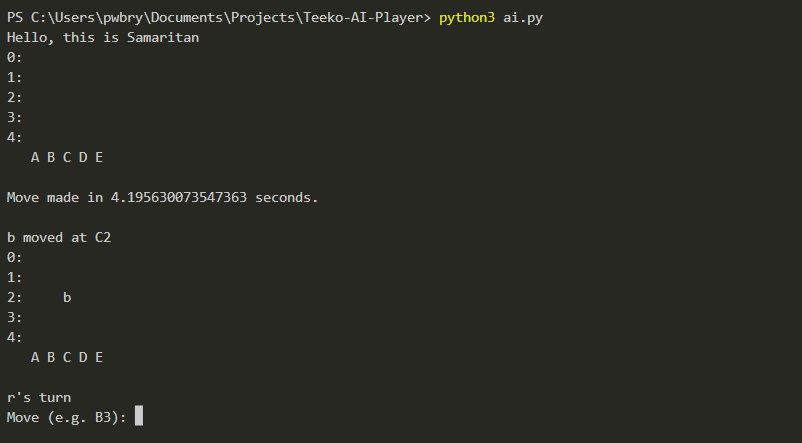 PS C:\Users\pwbry\Documents\Projects\Teeko-AI-Player> python3 ai.py
Hello, this is Samaritan
0:
1:
2:
3:
4:
   A B C D E

Move made in 4.195630073547363 seconds.

b moved at C2
0:
1:
2:     b
3:
4:
   A B C D E

r's turn
Move (e.g. B3):